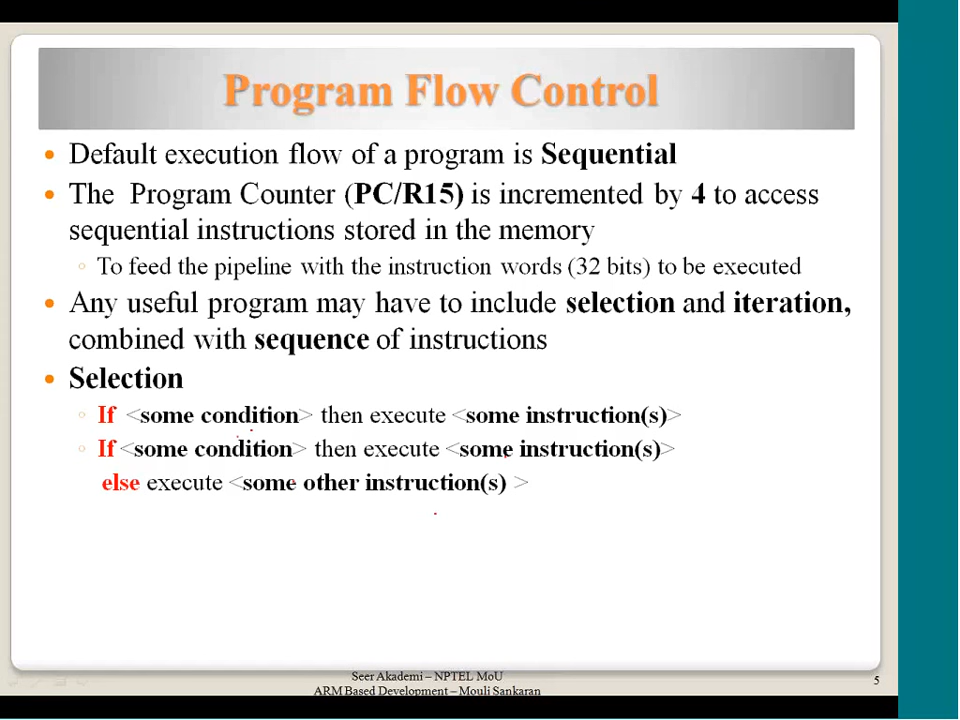 Program Flow Control
• Default execution flow of a program is Sequential
• The Program Counter (PC/R15) is incremented by 4 to access
sequential instructions stored in the memory
◦ To feed the pipeline with the instruction words (32 bits) to be executed
• Any useful program may have to include selection and iteration,
combined with sequence of instructions
• Selection
◦ If <some condition> then execute <some instruction(s)>
◦ If <some condition> then execute <some instruction(s)>
else execute <some other instruction(s) >
Seer Akademi – NPTEL MoU
ARM Based Development – Mouli Sankaran
5